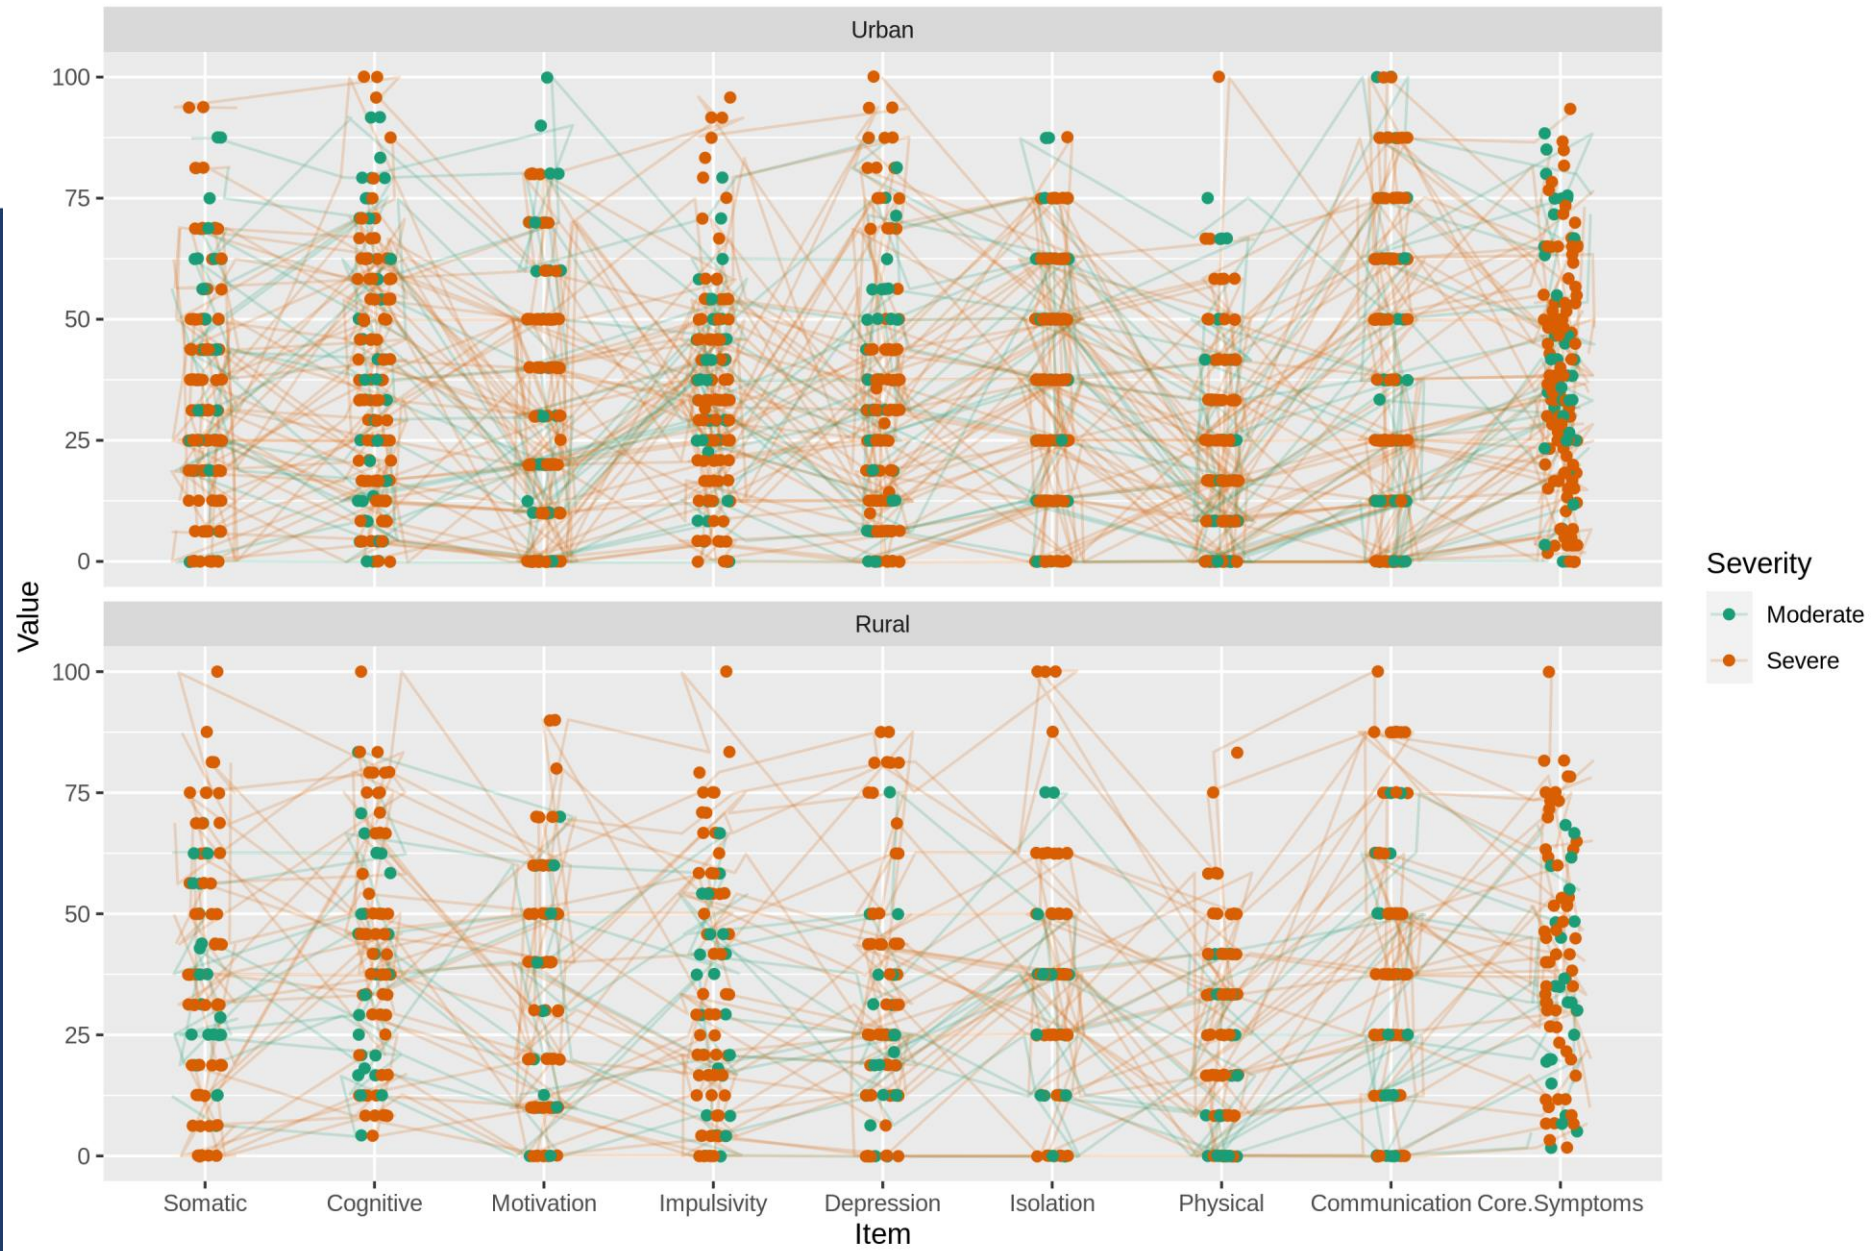 Urban
100
75
50
25
0
Rural
100
75
50
25
0
Value
Somatic Cognitive Motivation Impulsivity Depression Isolation Physical Communication Core.Symptoms
Item
Severity
Moderate
Severe